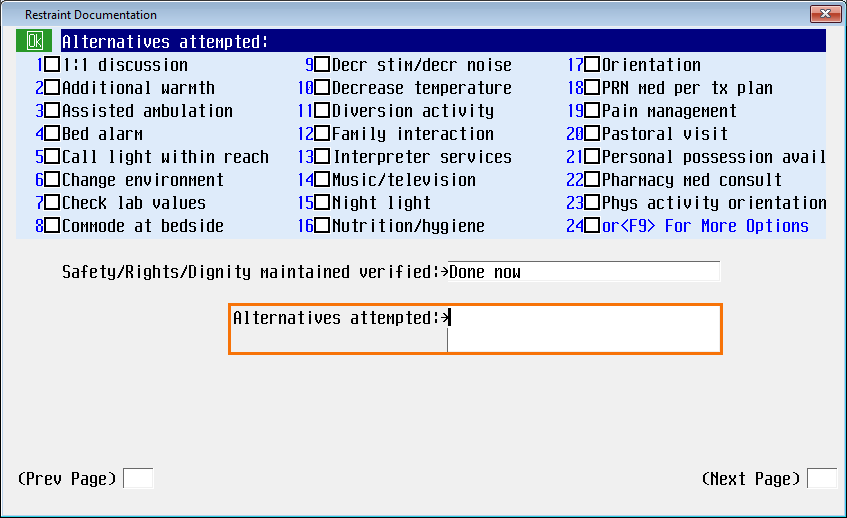 Restraint Documentation
Ok Alternatives attempted:
1 1:1 discussion 9 Decr stim/decr noise 17 Orientation
2 Additional warmth 10 Decrease temperature 18 PRN med per tx plan
3 Assisted ambulation 11 Diversion activity 19 Pain management
4 Bed alarm 12 Family interaction 20 Pastoral visit
5 Call light within reach 13 Interpreter services 21 Personal possession avail
6 Change environment 14 Music/television 22 Pharmacy med consult
7 Check lab values 15 Night light 23 Phys activity orientation
8 Commode at bedside 16 Nutrition/hygiene 24 or<F9> For More Options
Safety/Rights/Dignity maintained verified:→Done now
Alternatives attempted:→
(Prev Page) (Next Page)